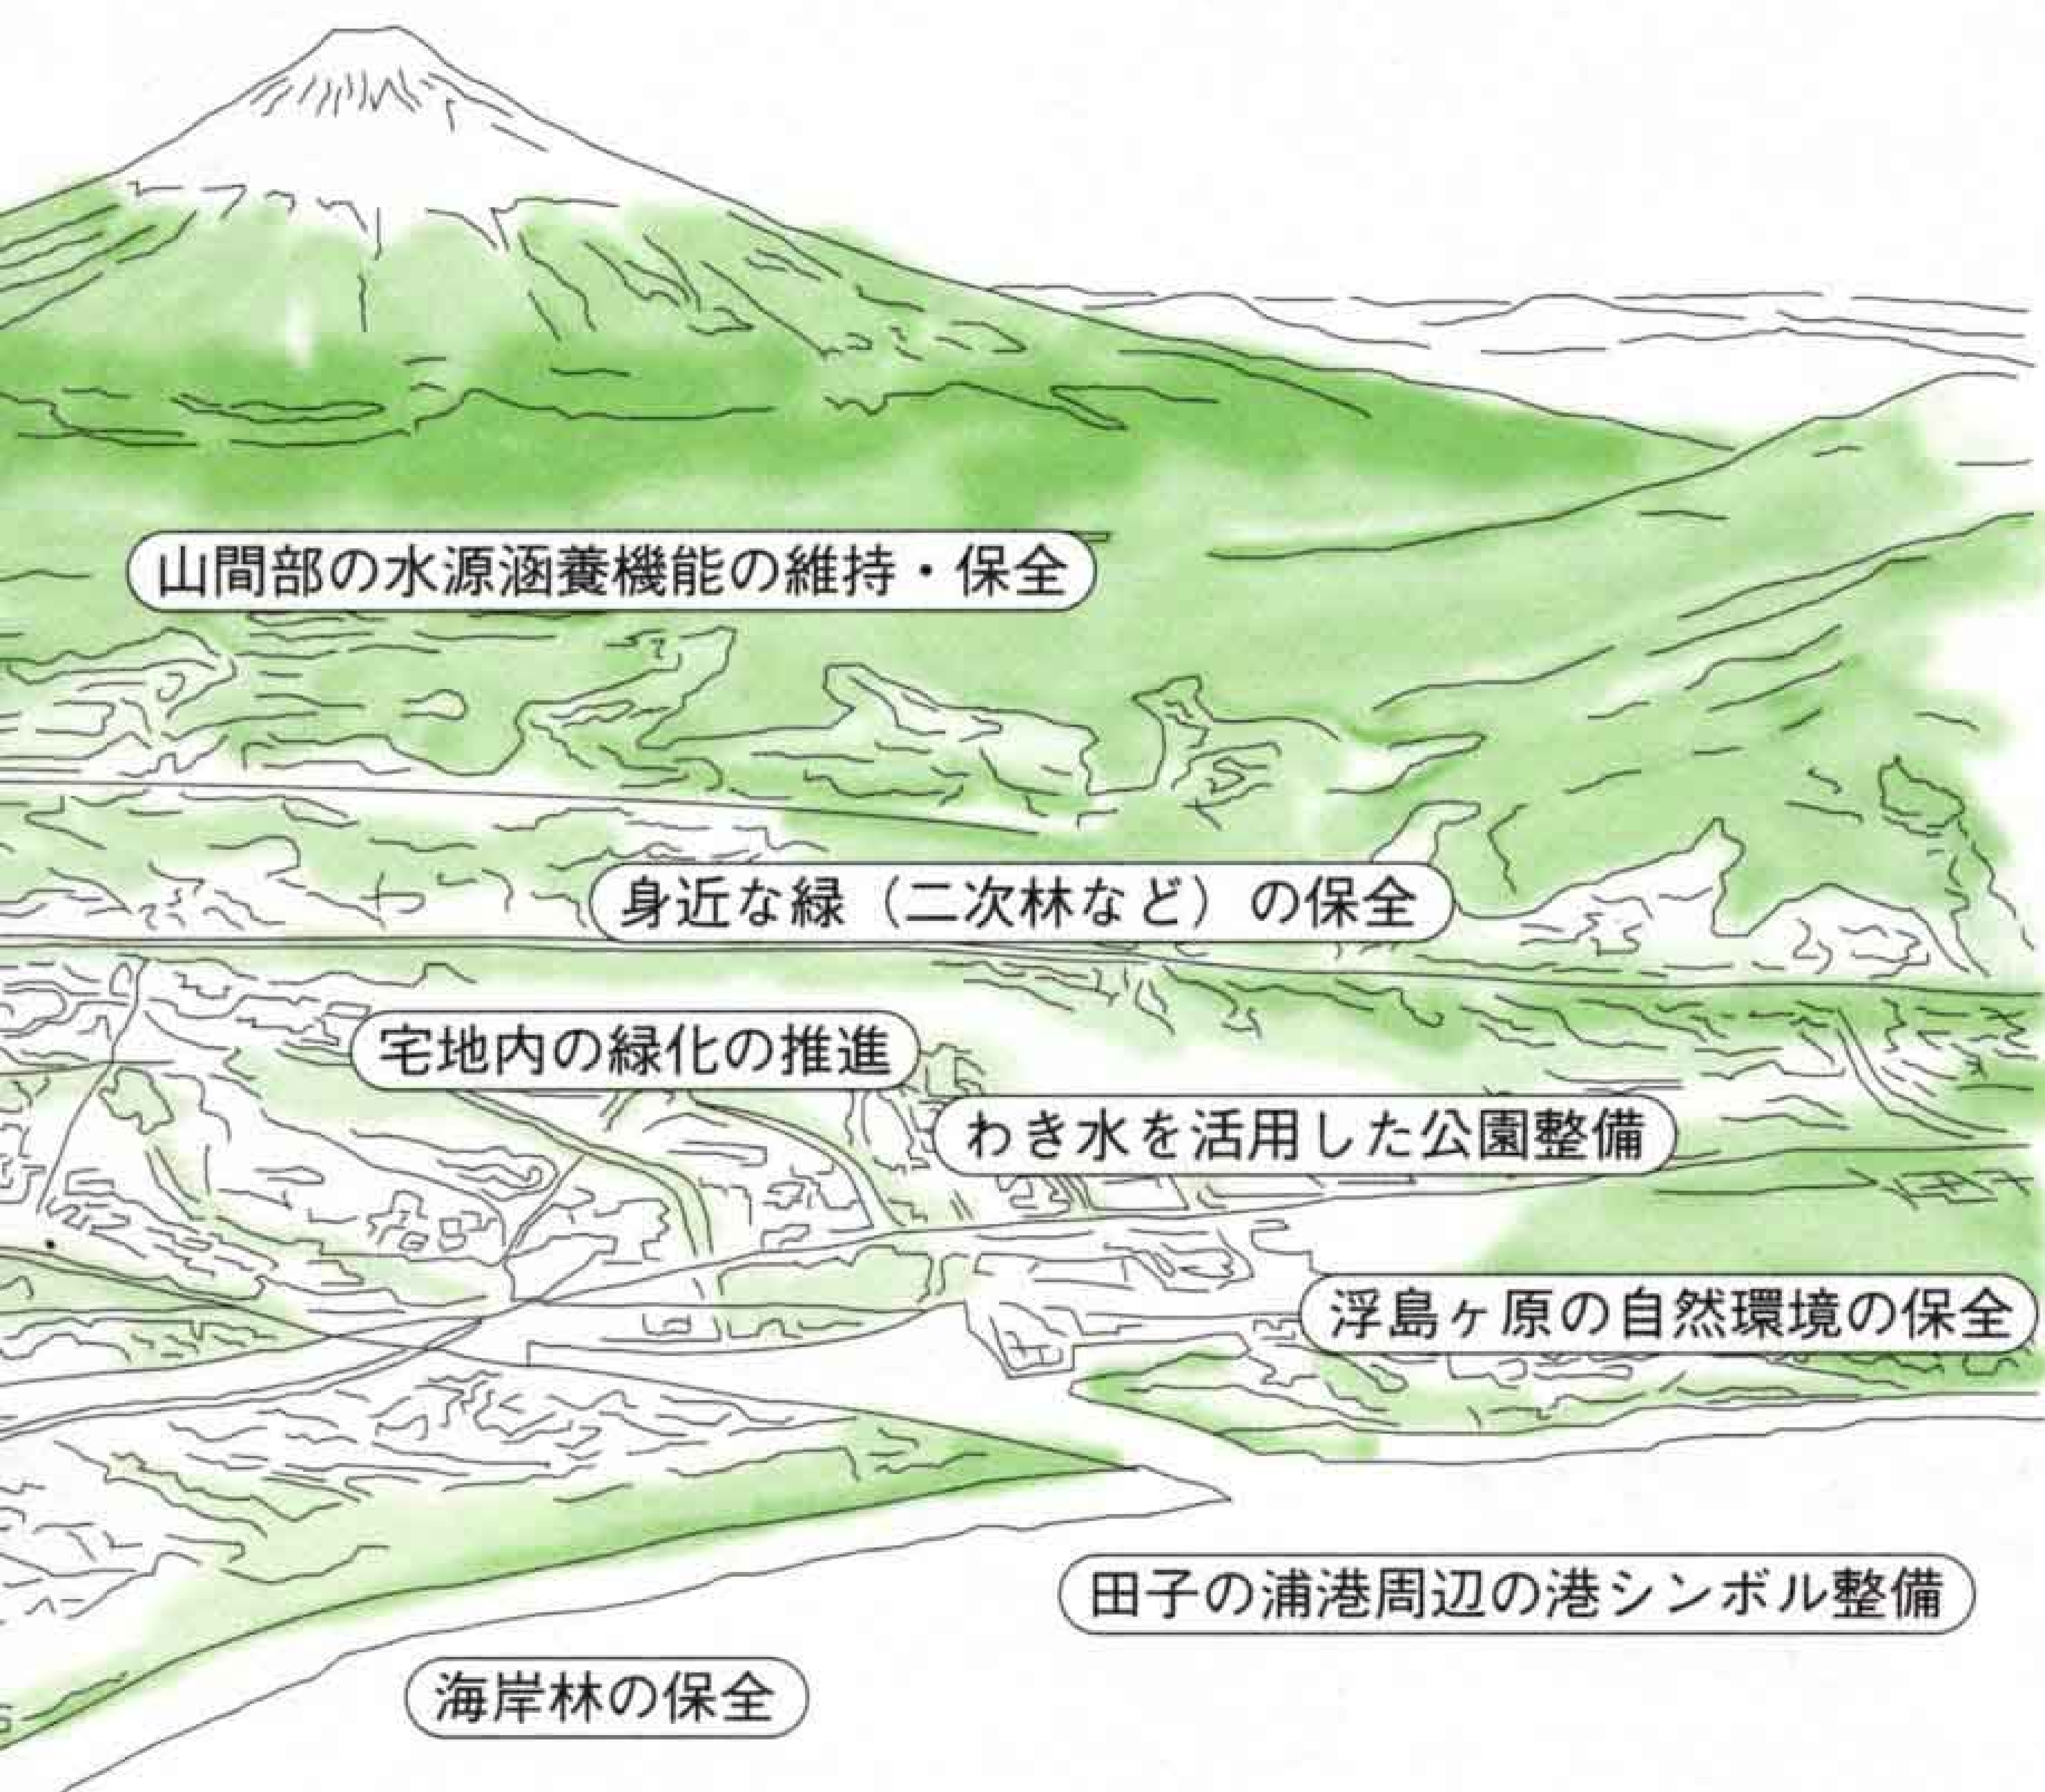 山間部の水源涵養機能の維持・保全
身近な緑（二次林など）の保全
宅地内の緑化の推進
わき水を活用した公園整備
浮島ヶ原の自然環境の保全
田子の浦港周辺の港シンボル整備
海岸林の保全